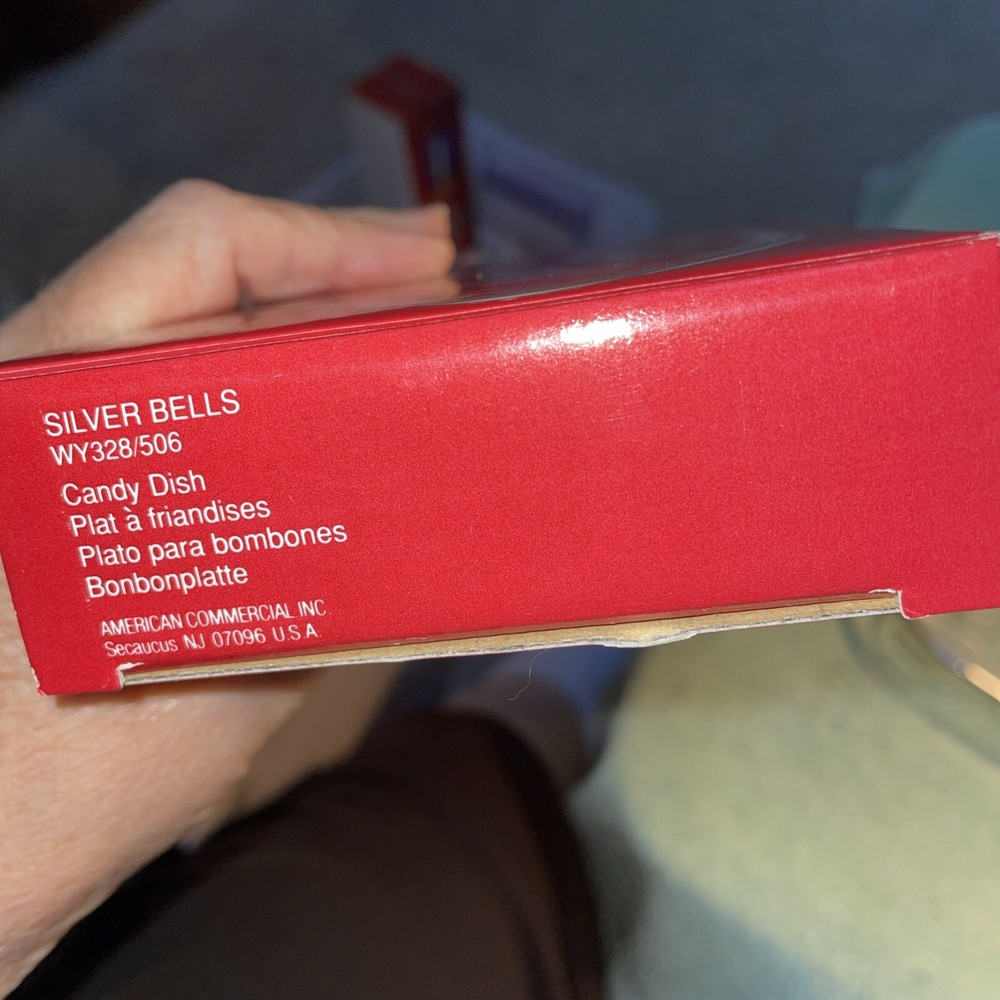 SILVER BELLS
WY328/506
Candy Dish
Plat à friandises
Plato para bombones
Bonbonplatte
AMERICAN COMMERCIAL INC.
Secaucus NJ 07096 U.S.A.